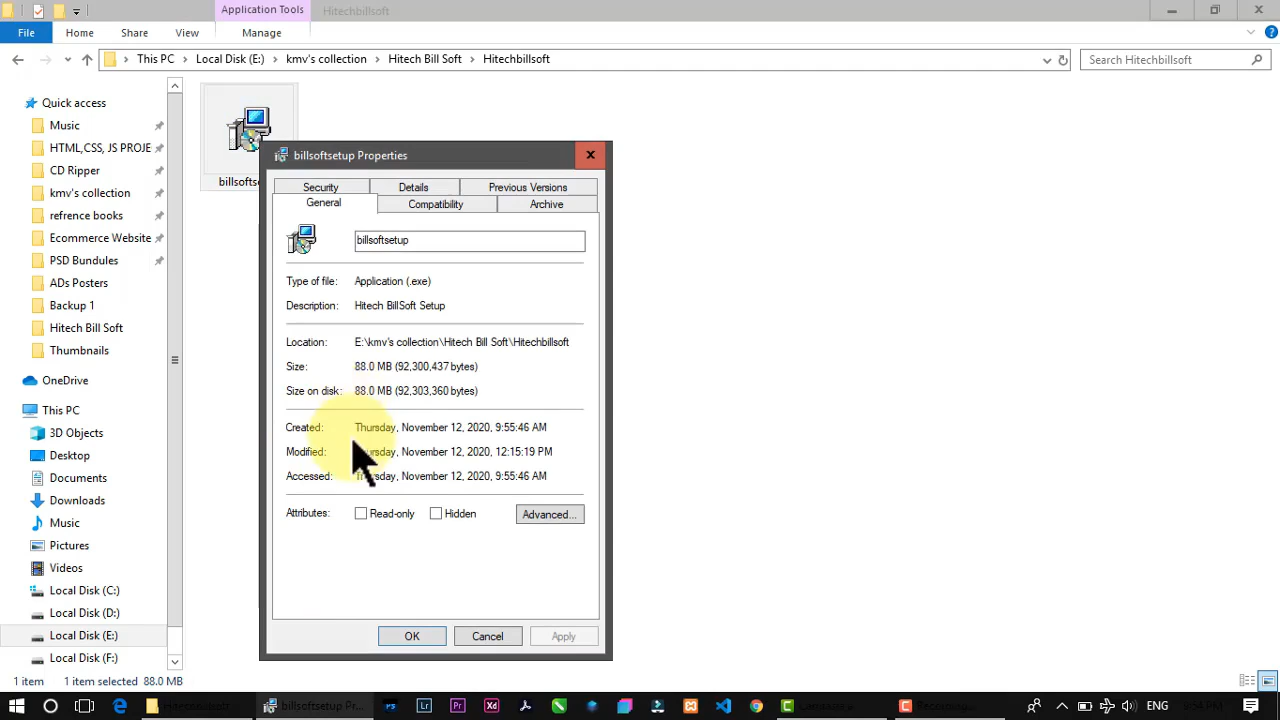 Application Tools
Hitechbillsoft
File
Home
Share
View
Manage
This PC
Local Disk (E:)
kmv's collection
Hitech Bill Soft
Hitechbillsoft
Search Hitechbillsoft
Quick access
Music
HTML,CSS, JS PROJE
CD Ripper
kmv's collection
refrence books
Ecommerce Website
PSD Bundules
ADs Posters
Backup 1
Hitech Bill Soft
Thumbnails
OneDrive
This PC
3D Objects
Desktop
Documents
Downloads
Music
Pictures
Videos
Local Disk (C:)
Local Disk (D:)
Local Disk (E:)
Local Disk (F:)
billsoftse
billsoftsetup Properties
Security
Details
Previous Versions
General
Compatibility
Archive
billsoftsetup
Type of file: Application (.exe)
Description: Hitech BillSoft Setup
Location: E:\kmv's collection\Hitech Bill Soft\Hitechbillsoft
Size: 88.0 MB (92,300,437 bytes)
Size on disk: 88.0 MB (92,303,360 bytes)
Created: Thursday, November 12, 2020, 9:55:46 AM
Modified: Thursday, November 12, 2020, 12:15:19 PM
Accessed: Thursday, November 12, 2020, 9:55:46 AM
Attributes: Read-only Hidden Advanced...
OK
Cancel
Apply
1 item
1 item selected 88.0 MB
Hitechbillsoft
billsoftsetup Pr...
ENG